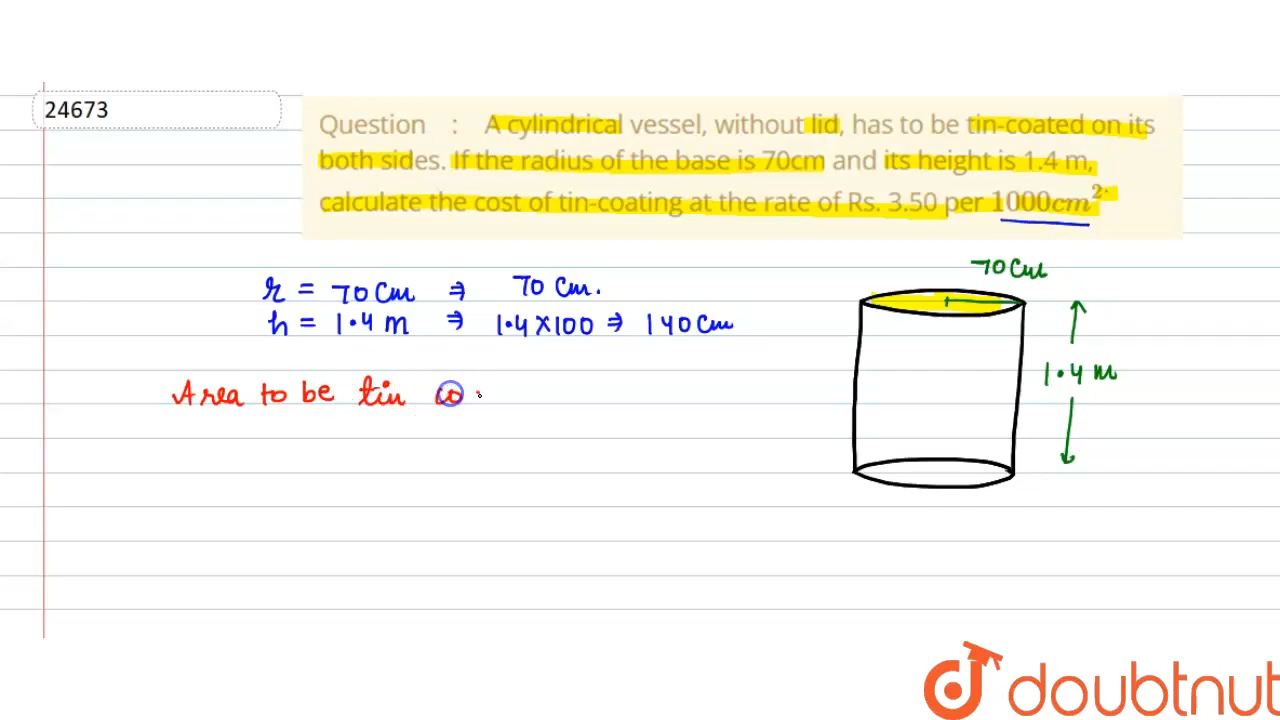 24673
Question : A cylindrical vessel, without lid, has to be tin-coated on its
both sides. If the radius of the base is 70cm and its height is 1.4 m,
calculate the cost of tin-coating at the rate of Rs. 3.50 per 1000cm²·
70 Cm
r = 70 Cm ⇒ 70 Cm.
h = 1.4 m ⇒ 1.4 × 100 ⇒ 140 Cm
1.4 m
Area to be tin co
doubtnut